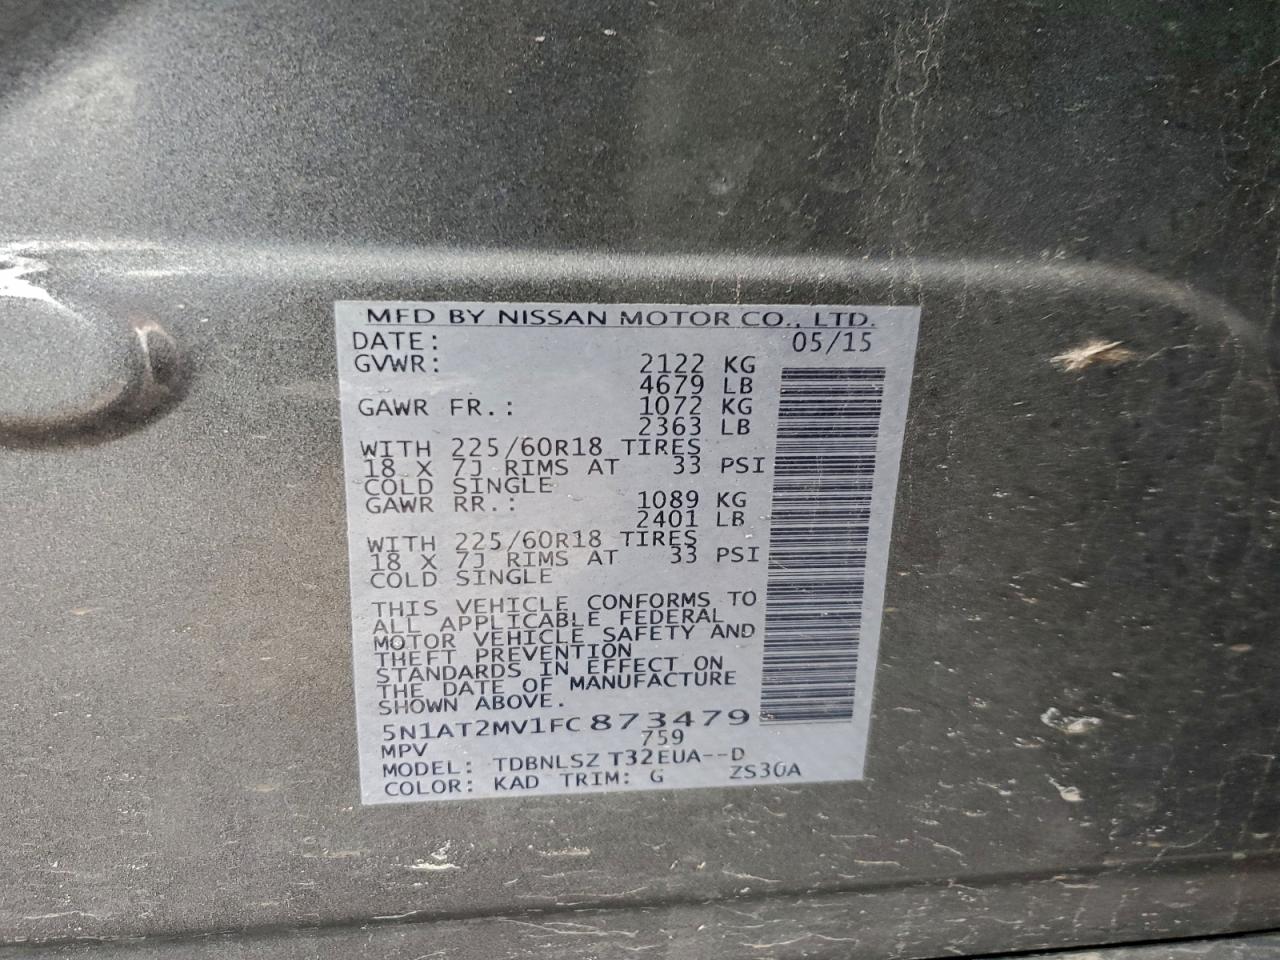 MFD BY NISSAN MOTOR CO., LTD.
DATE: 05/15
GVWR: 2122 KG
4679 LB
GAWR FR.: 1072 KG
2363 LB
WITH 225/60R18 TIRES
18 X 7J RIMS AT 33 PSI
COLD SINGLE
GAWR RR.: 1089 KG
2401 LB
WITH 225/60R18 TIRES
18 X 7J RIMS AT 33 PSI
COLD SINGLE
THIS VEHICLE CONFORMS TO
ALL APPLICABLE FEDERAL
MOTOR VEHICLE SAFETY AND
THEFT PREVENTION
STANDARDS IN EFFECT ON
THE DATE OF MANUFACTURE
SHOWN ABOVE.
5N1AT2MV1FC873479
MPV 759
MODEL: TDBNLSZ T32EUA--D
COLOR: KAD TRIM: G ZS30A